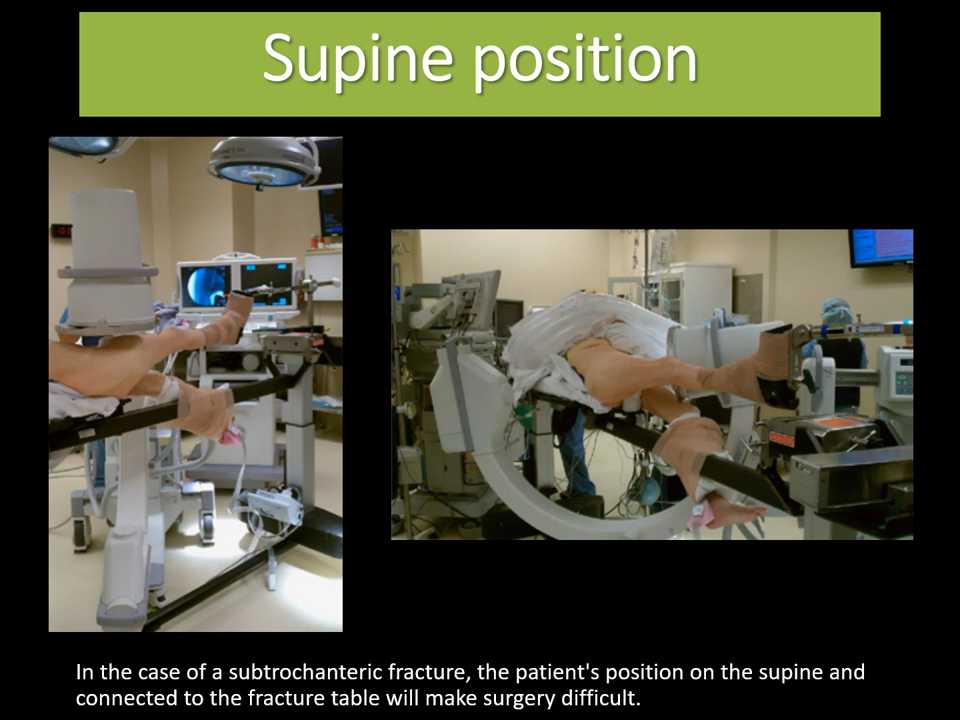 Supine position
In the case of a subtrochanteric fracture, the patient's position on the supine and
connected to the fracture table will make surgery difficult.